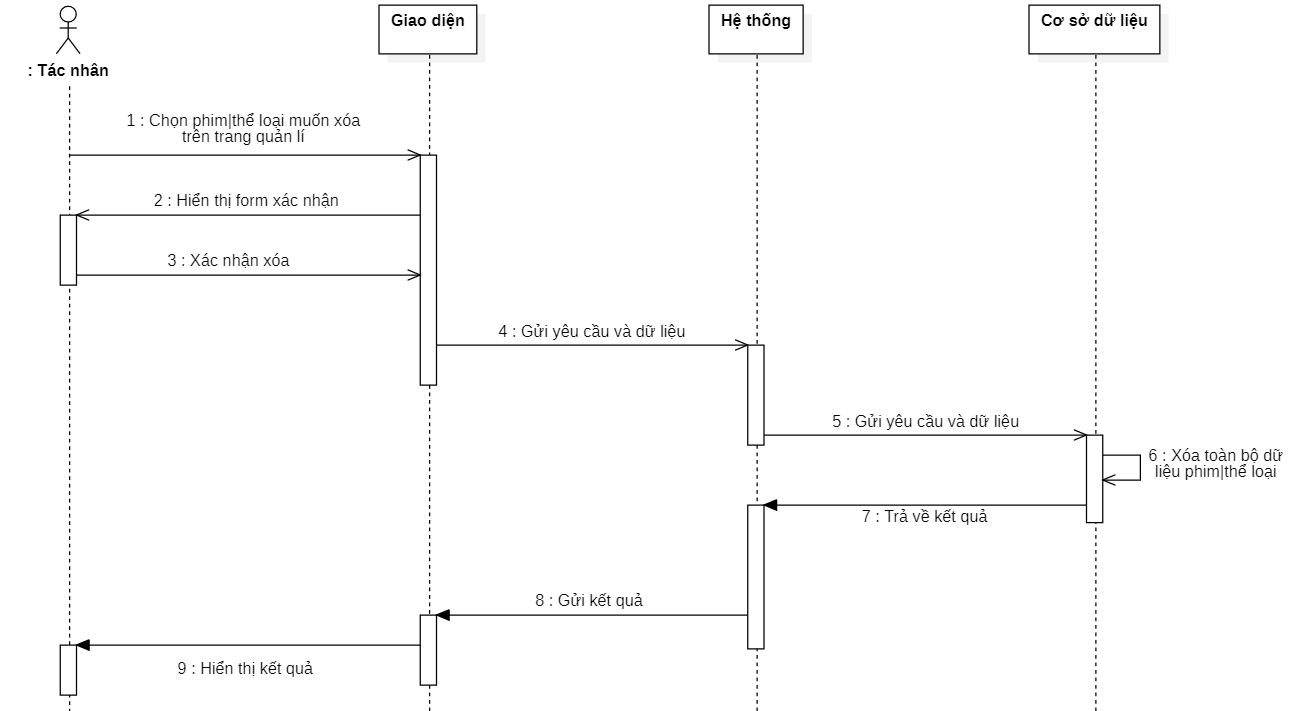 Giao diện
Hệ thống
Cơ sở dữ liệu
: Tác nhân
1 : Chọn phim|thể loại muốn xóa
trên trang quản lí
2 : Hiển thị form xác nhận
3 : Xác nhận xóa
4 : Gửi yêu cầu và dữ liệu
5 : Gửi yêu cầu và dữ liệu
6 : Xóa toàn bộ dữ
liệu phim|thể loại
7 : Trả về kết quả
8 : Gửi kết quả
9 : Hiển thị kết quả